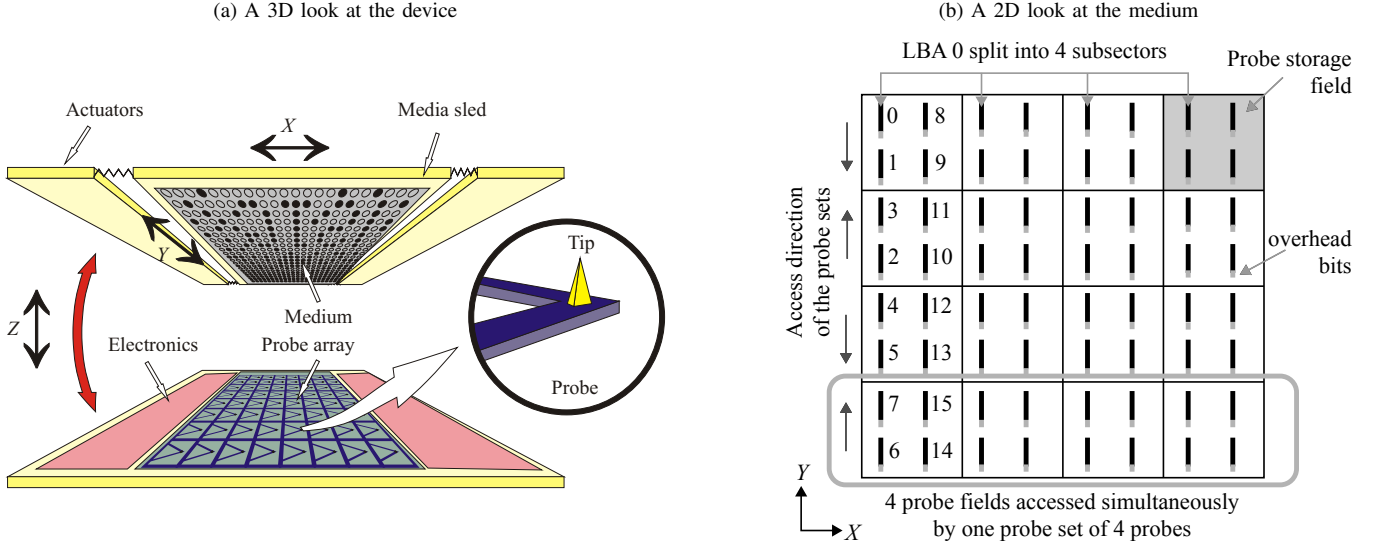 (a) A 3D look at the device
Actuators
X
Media sled
Y
Tip
Z
Medium
Electronics
Probe array
Probe
(b) A 2D look at the medium
LBA 0 split into 4 subsectors
Probe storage
field
Access direction
of the probe sets
0 8
1 9
3 11
2 10
overhead
bits
4 12
5 13
7 15
6 14
Y
X
4 probe fields accessed simultaneously
by one probe set of 4 probes